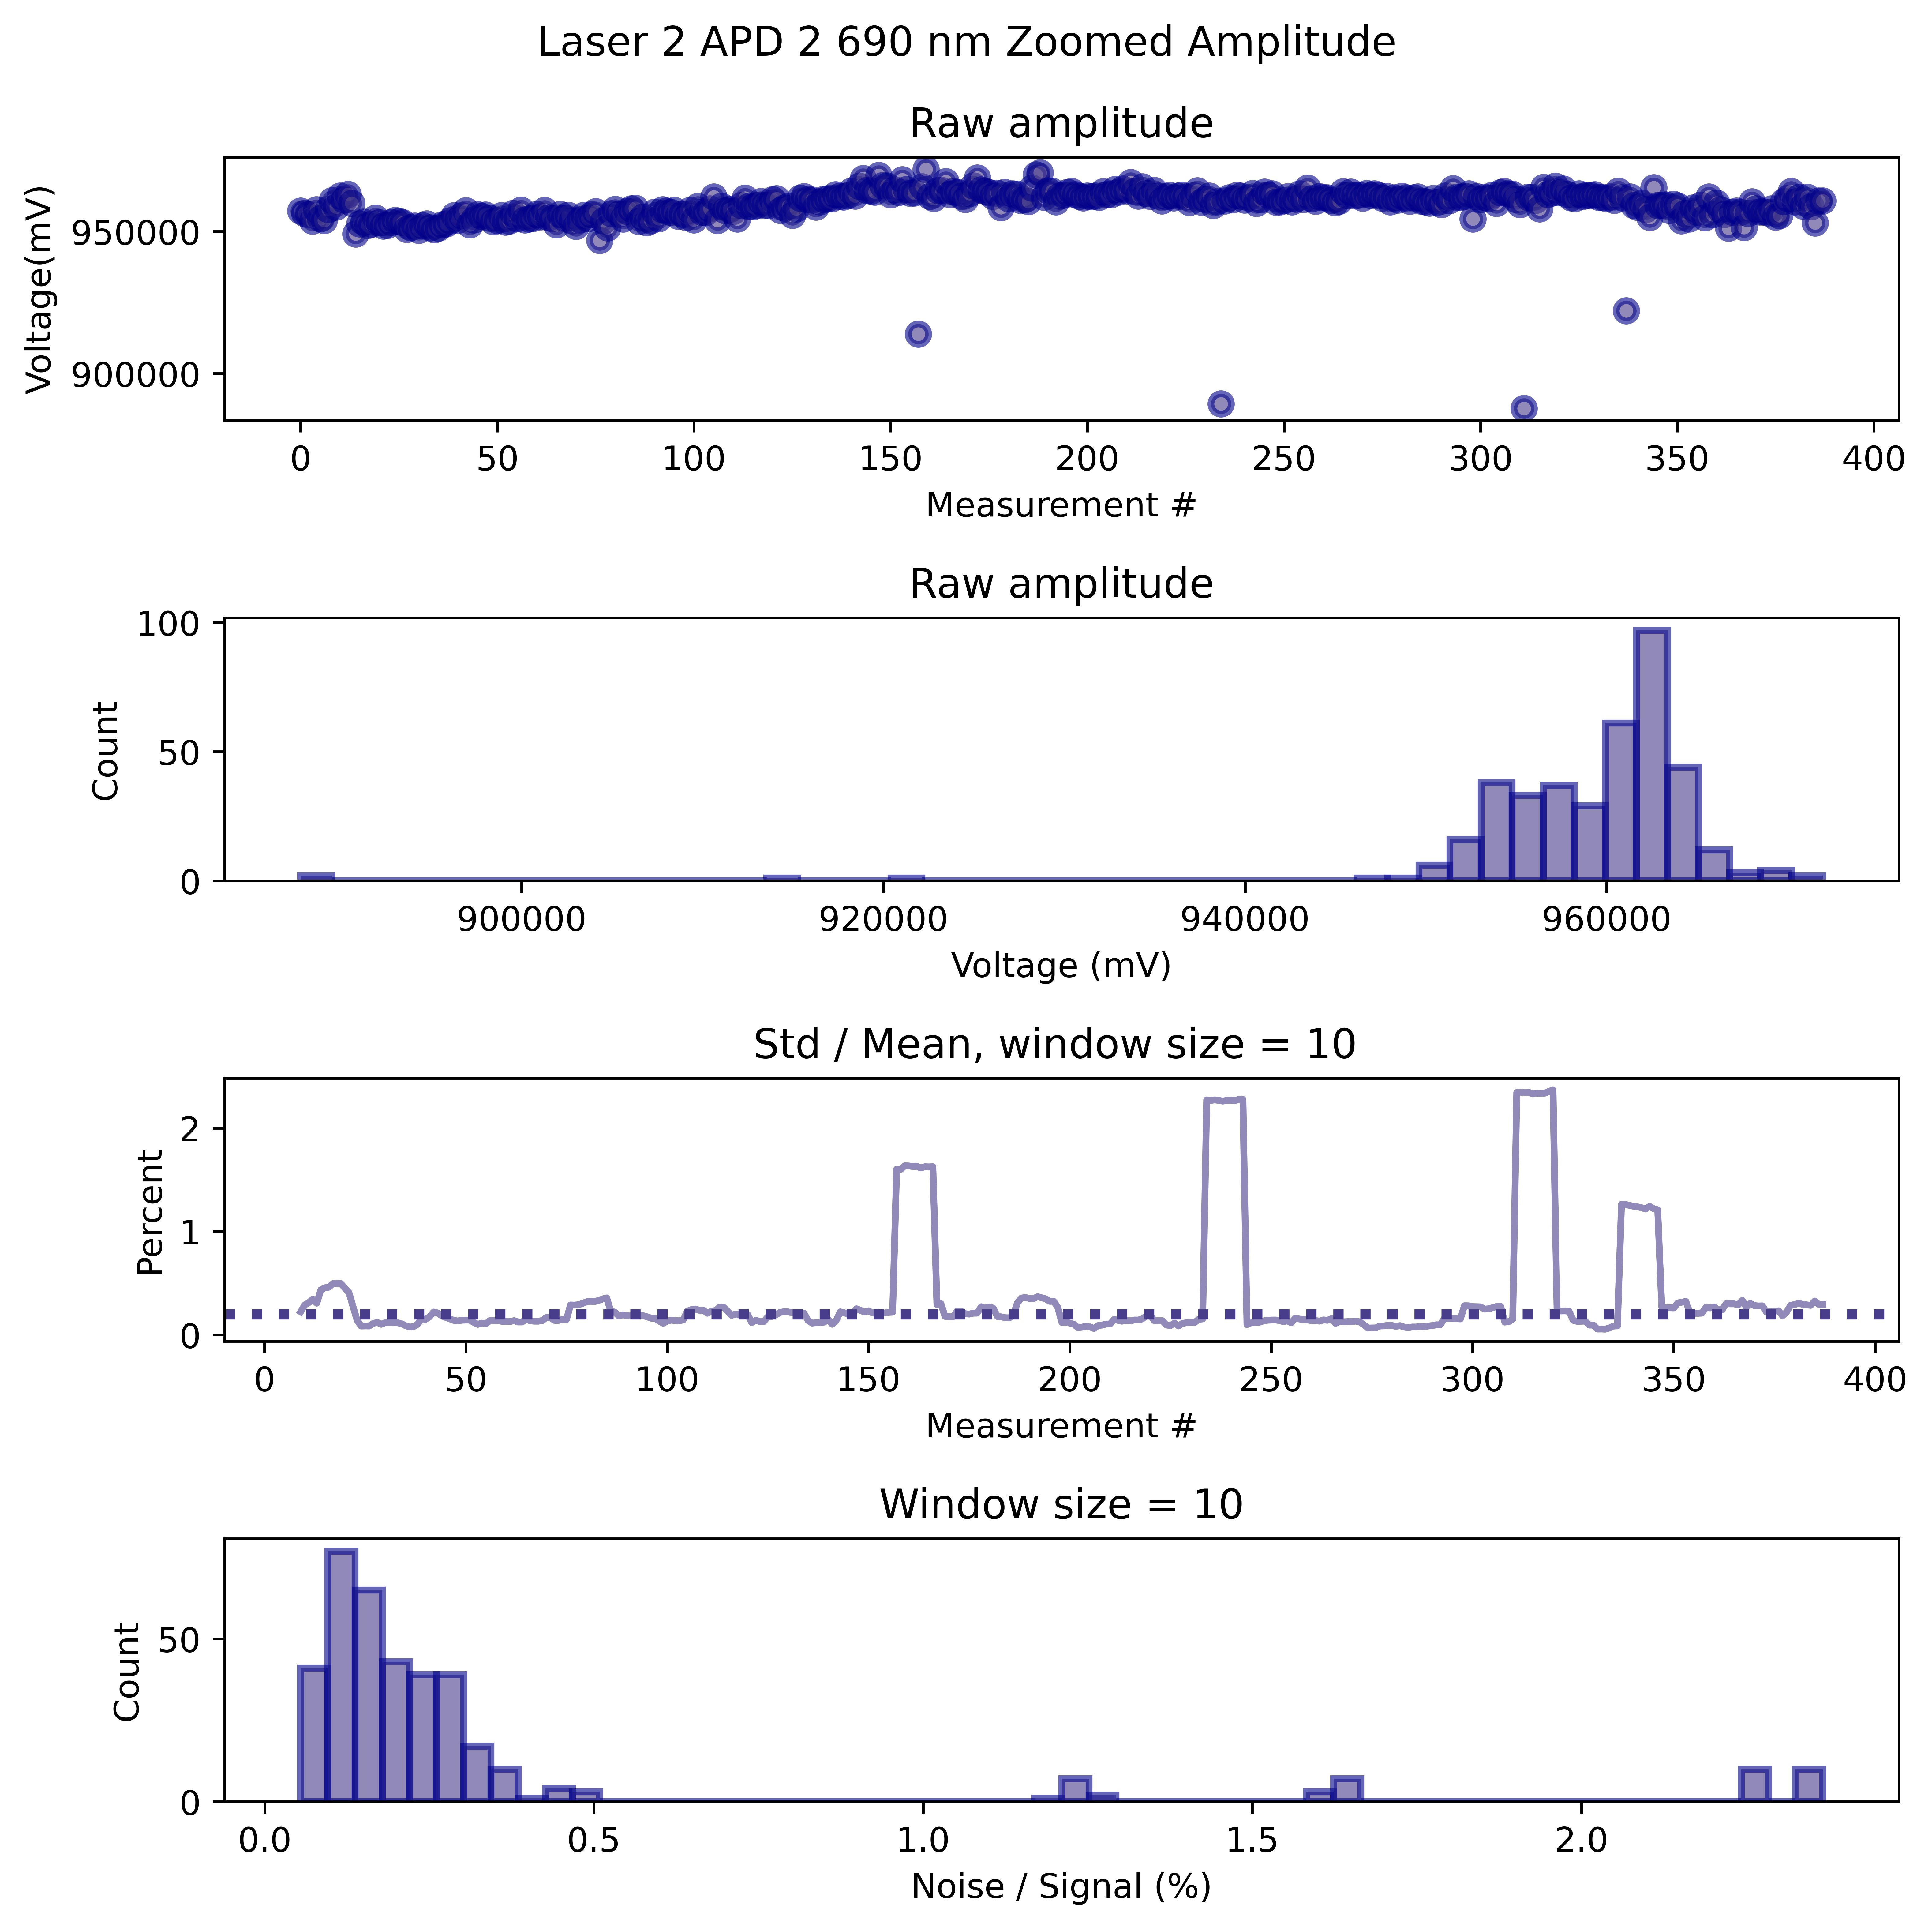 Laser 2 APD 2 690 nm Zoomed Amplitude
Raw amplitude
Voltage(mV)
950000
900000
0 50 100 150 200 250 300 350 400
Measurement #
Raw amplitude
Count
100
50
0
900000 920000 940000 960000
Voltage (mV)
Std / Mean, window size = 10
Percent
2
1
0
0 50 100 150 200 250 300 350 400
Measurement #
Window size = 10
Count
50
0
0.0 0.5 1.0 1.5 2.0
Noise / Signal (%)